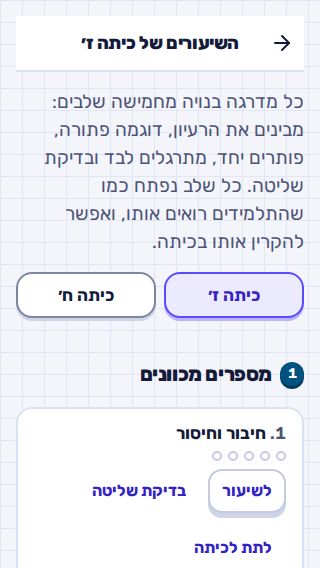 השיעורים של כיתה ז׳
כל מדרגה בנויה מחמישה שלבים:
מבינים את הרעיון, דוגמה פתורה,
פותרים יחד, מתרגלים לבד ובדיקת
שליטה. כל שלב נפתח כמו
שהתלמידים רואים אותו, ואפשר
להקרין אותו בכיתה.
כיתה ז׳
כיתה ח׳
1 מספרים מכוונים
1. חיבור וחיסור
לשיעור
בדיקת שליטה
לתת לכיתה